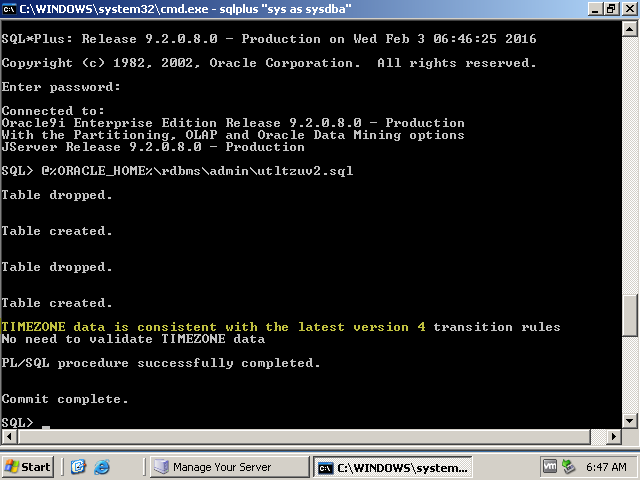 C:\WINDOWS\system32\cmd.exe - sqlplus "sys as sysdba"
SQL*Plus: Release 9.2.0.8.0 - Production on Wed Feb 3 06:46:25 2016
Copyright (c) 1982, 2002, Oracle Corporation.  All rights reserved.
Enter password:
Connected to:
Oracle9i Enterprise Edition Release 9.2.0.8.0 - Production
With the Partitioning, OLAP and Oracle Data Mining options
JServer Release 9.2.0.8.0 - Production
SQL> @%ORACLE_HOME%\rdbms\admin\utltzuv2.sql
Table dropped.
Table created.
Table dropped.
Table created.
TIMEZONE data is consistent with the latest version 4 transition rules
No need to validate TIMEZONE data
PL/SQL procedure successfully completed.
Commit complete.
SQL> _
Start
Manage Your Server
C:\WINDOWS\system...
vm
6:47 AM